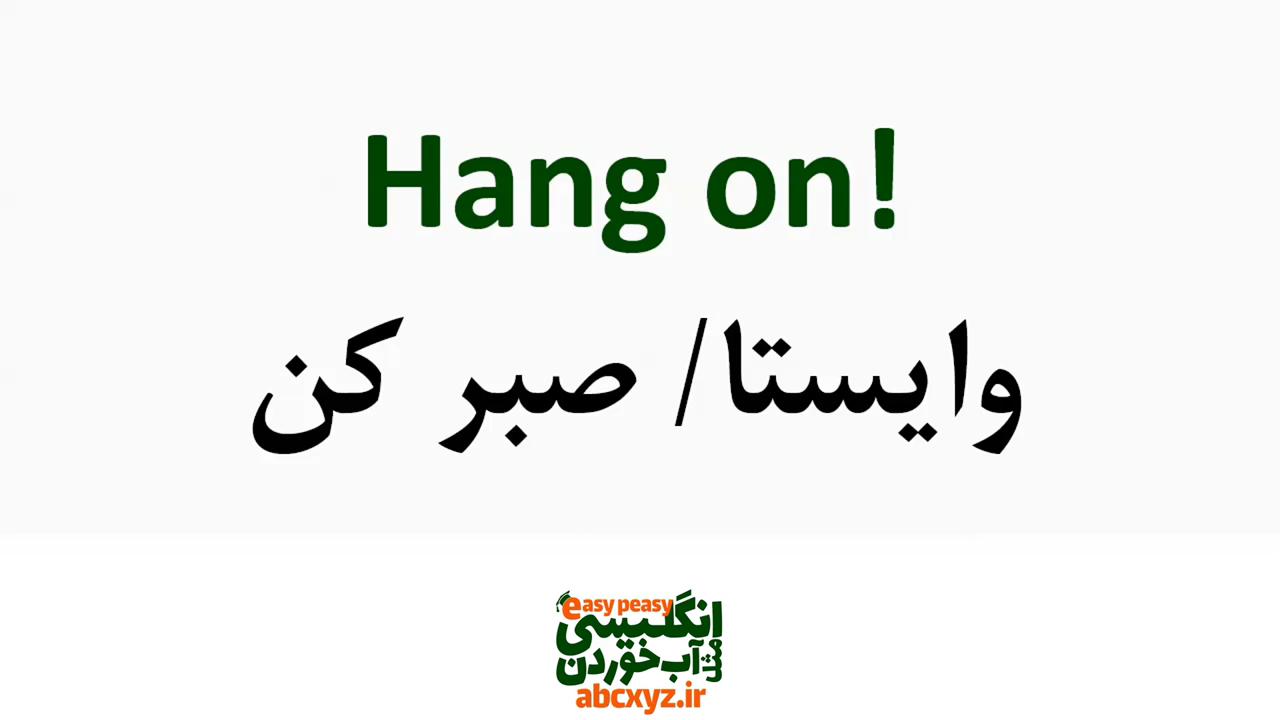 Hang on!
وایستا/ صبر کن
easy peasy
انگلیسی
مثل آب خوردن
abcxyz.ir